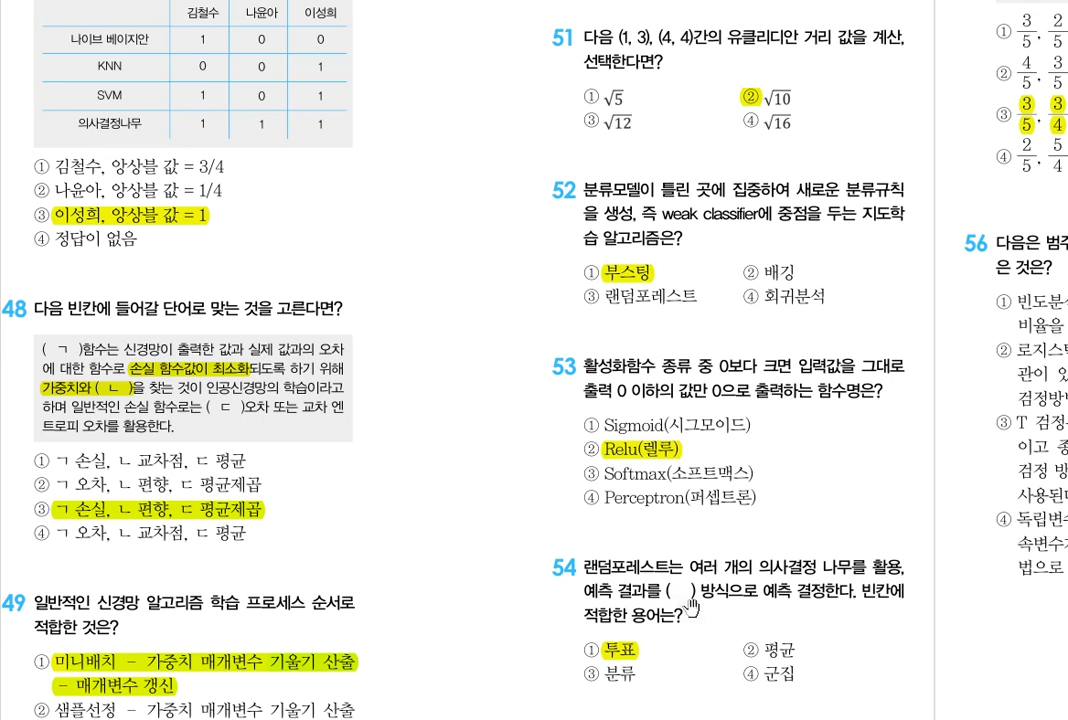 김철수 나윤아 이성희
나이브 베이지안 1 0 0
KNN 0 0 1
SVM 1 0 1
의사결정나무 1 1 1
① 김철수, 앙상블 값 = 3/4
② 나윤아, 앙상블 값 = 1/4
③ 이성희, 앙상블 값 = 1
④ 정답이 없음
48 다음 빈칸에 들어갈 단어로 맞는 것을 고른다면?
( ㄱ )함수는 신경망이 출력한 값과 실제 값과의 오차
에 대한 함수로 손실 함수값이 최소화되도록 하기 위해
가중치와 ( ㄴ )을 찾는 것이 인공신경망의 학습이라고
하며 일반적인 손실 함수로는 ( ㄷ )오차 또는 교차 엔
트로피 오차를 활용한다.
① ㄱ 손실, ㄴ 교차점, ㄷ 평균
② ㄱ 오차, ㄴ 편향, ㄷ 평균제곱
③ ㄱ 손실, ㄴ 편향, ㄷ 평균제곱
④ ㄱ 오차, ㄴ 교차점, ㄷ 평균
49 일반적인 신경망 알고리즘 학습 프로세스 순서로
적합한 것은?
① 미니배치 - 가중치 매개변수 기울기 산출
- 매개변수 갱신
② 샘플선정 - 가중치 매개변수 기울기 산출
51 다음 (1, 3), (4, 4)간의 유클리디안 거리 값을 계산,
선택한다면?
① √5 ② √10
③ √12 ④ √16
52 분류모델이 틀린 곳에 집중하여 새로운 분류규칙
을 생성, 즉 weak classifier에 중점을 두는 지도학
습 알고리즘은?
① 부스팅 ② 배깅
③ 랜덤포레스트 ④ 회귀분석
53 활성화함수 종류 중 0보다 크면 입력값을 그대로
출력 0 이하의 값만 0으로 출력하는 함수명은?
① Sigmoid(시그모이드)
② Relu(렐루)
③ Softmax(소프트맥스)
④ Perceptron(퍼셉트론)
54 랜덤포레스트는 여러 개의 의사결정 나무를 활용,
예측 결과를 ( ) 방식으로 예측 결정한다. 빈칸에
적합한 용어는?
① 투표 ② 평균
③ 분류 ④ 군집
① 3/5, 2/5
② 4/5, 3/5
③ 3/5, 3/4
④ 2/5, 5/4
56 다음은 범주
은 것은?
① 빈도분석
비율을
② 로지스틱
관이 있
검정방법
③ T 검정
이고 종
검정 방
사용된다
④ 독립변수
속변수가
법으로